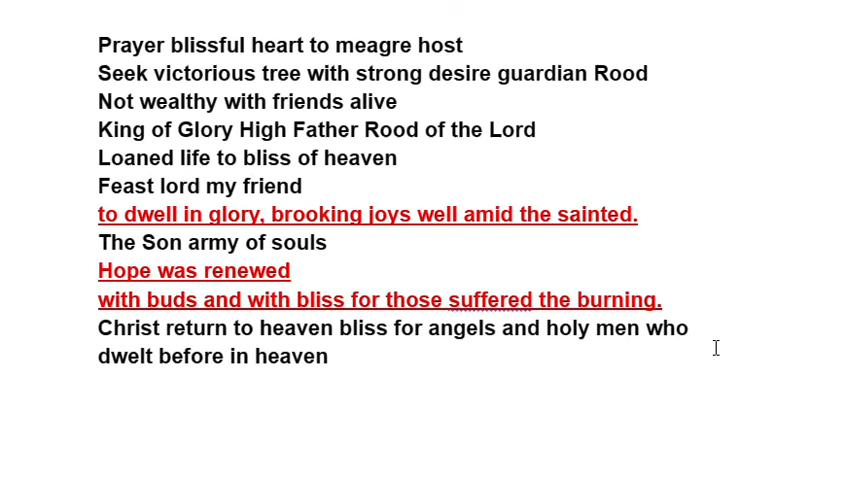 Prayer blissful heart to meagre host
Seek victorious tree with strong desire guardian Rood
Not wealthy with friends alive
King of Glory High Father Rood of the Lord
Loaned life to bliss of heaven
Feast lord my friend
to dwell in glory, brooking joys well amid the sainted.
The Son army of souls
Hope was renewed
with buds and with bliss for those suffered the burning.
Christ return to heaven bliss for angels and holy men who
dwelt before in heaven